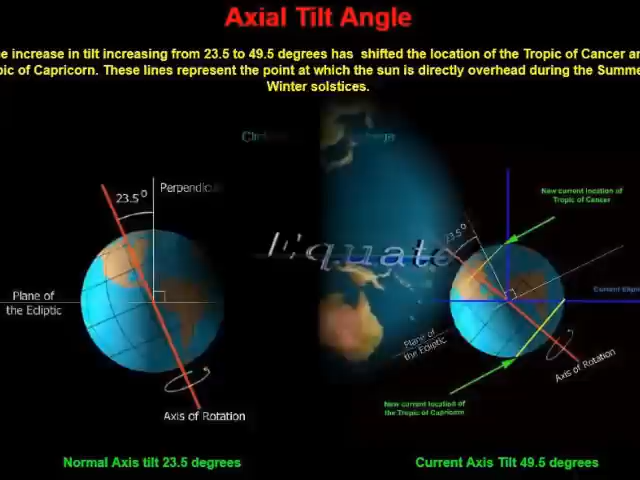 Axial Tilt Angle
e increase in tilt increasing from 23.5 to 49.5 degrees has shifted the location of the Tropic of Cancer an
pic of Capricorn. These lines represent the point at which the sun is directly overhead during the Summe
Winter solstices.
Perpendicu
23.5°
New current location of
Tropic of Cancer
23.5°
Equato
Plane of
the Ecliptic
Current Eliptic
Plane of
the Ecliptic
Axis of Rotation
New current location of
the Tropic of Capricorn
Axis of Rotation
Normal Axis tilt 23.5 degrees
Current Axis Tilt 49.5 degrees